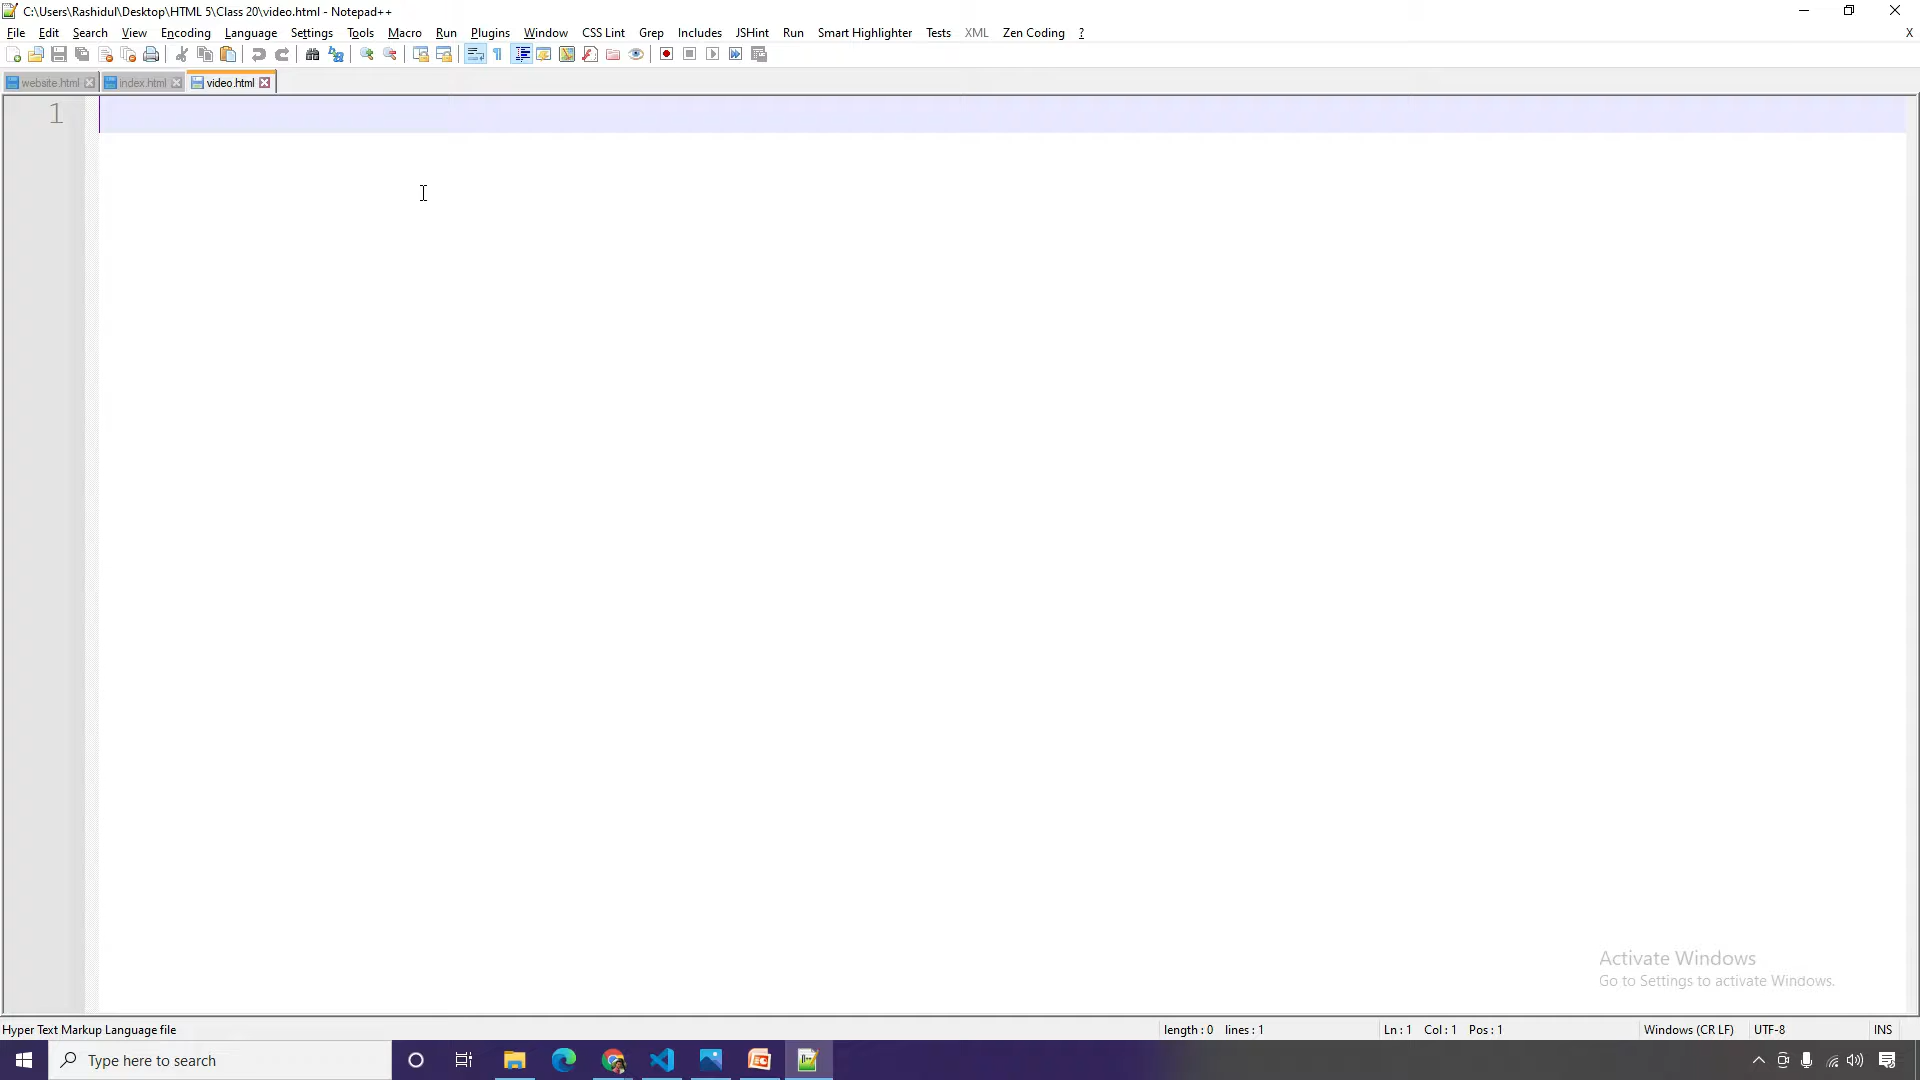 C:\Users\Rashidul\Desktop\HTML 5\Class 20\video.html - Notepad++
File Edit Search View Encoding Language Settings Tools Macro Run Plugins Window CSS Lint Grep Includes JSHint Run Smart Highlighter Tests XML Zen Coding ? X
website.html index.html video.html
1
Activate Windows
Go to Settings to activate Windows.
Hyper Text Markup Language file length : 0 lines : 1 Ln : 1 Col : 1 Pos : 1 Windows (CR LF) UTF-8 INS
Type here to search